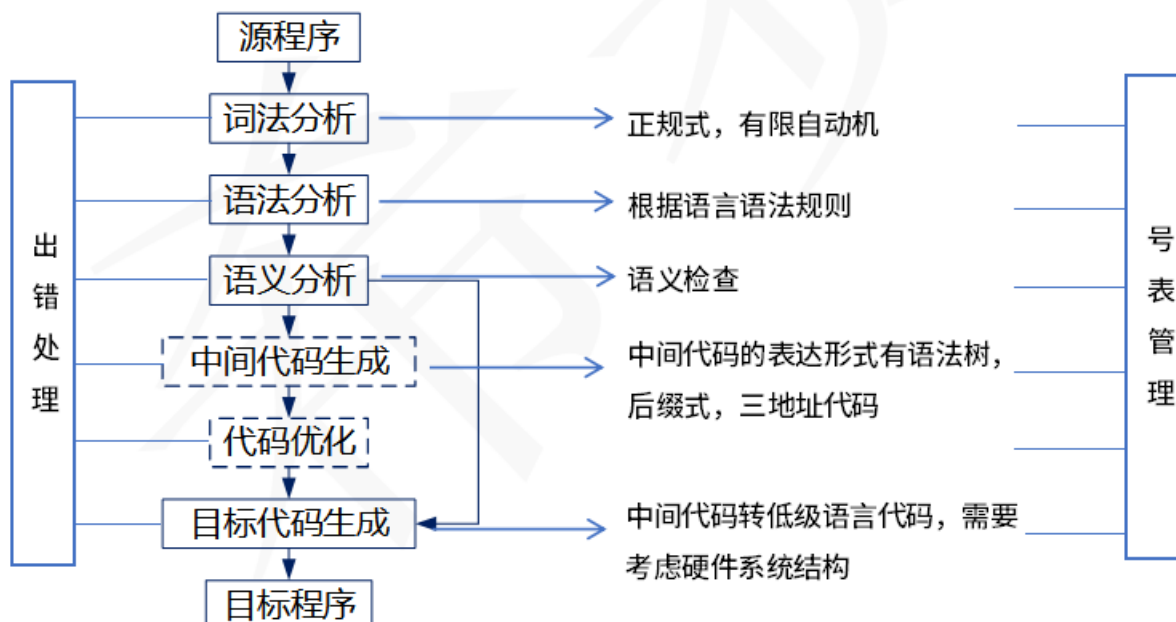 源程序
词法分析
正规式，有限自动机
语法分析
根据语言语法规则
语义分析
语义检查
中间代码生成
中间代码的表达形式有语法树，
后缀式，三地址代码
代码优化
目标代码生成
中间代码转低级语言代码，需要
考虑硬件系统结构
目标程序
出错处理
号表管理